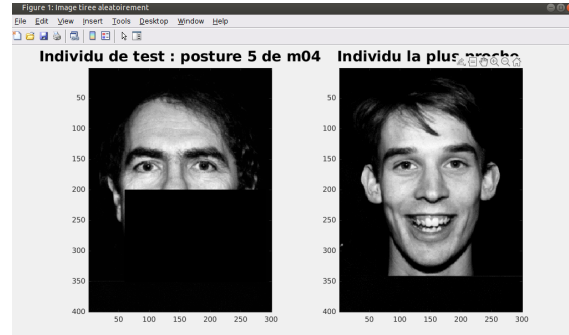 Figure 1: Image tiree aleatoirement
File Edit View Insert Tools Desktop Window Help
Individu de test : posture 5 de m04
Individu la plus proche
50
100
150
200
250
300
350
400
50 100 150 200 250 300
50
100
150
200
250
300
350
400
50 100 150 200 250 300